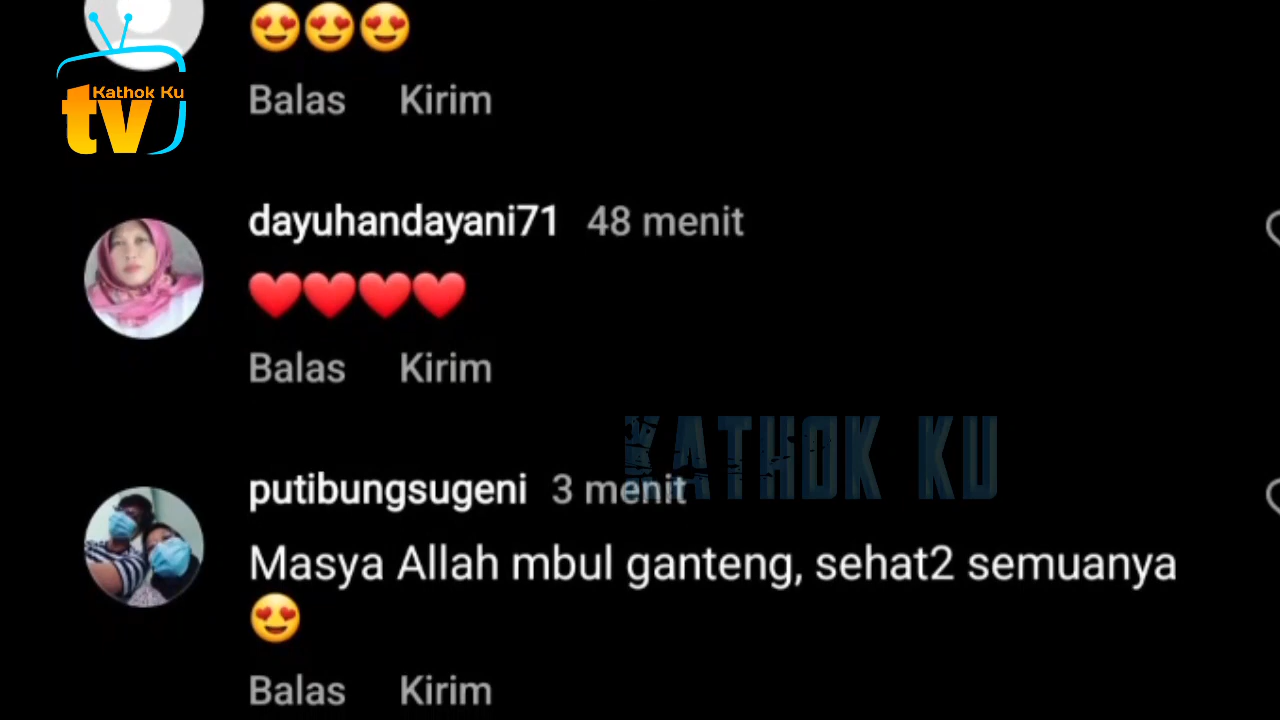 😍😍😍
Balas Kirim
Kathok Ku
tv
dayuhandayani71 48 menit
❤️❤️❤️❤️
Balas Kirim
KATHOK KU
putibungsugeni 3 menit
Masya Allah mbul ganteng, sehat2 semuanya
😍
Balas Kirim